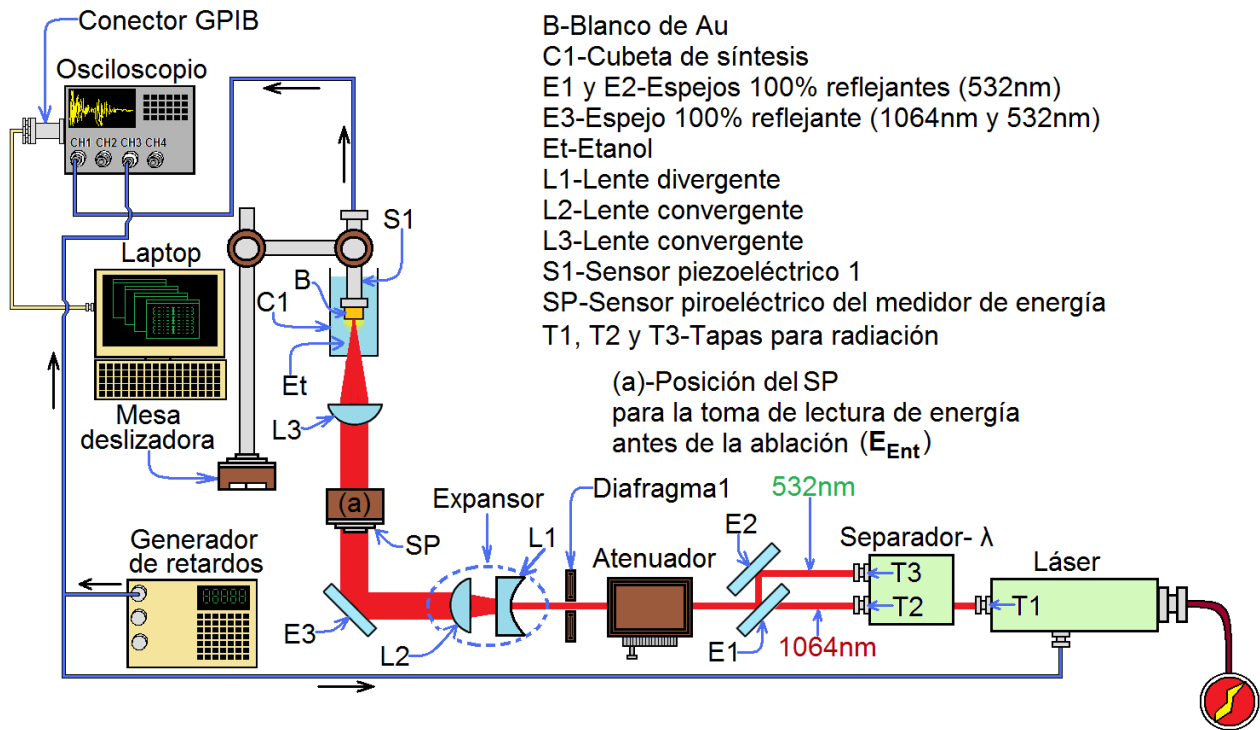 Conector GPIB
Osciloscopio
CH1 CH2 CH3 CH4
S1
Laptop
B
C1
Et
Mesa
deslizadora
L3
(a)
SP
Expansor
L1
Diafragma1
Generador
de retardos
E3
L2
Atenuador
E2
E1
532nm
1064nm
Separador- λ
T3
T2
Láser
T1
B-Blanco de Au
C1-Cubeta de síntesis
E1 y E2-Espejos 100% reflejantes (532nm)
E3-Espejo 100% reflejante (1064nm y 532nm)
Et-Etanol
L1-Lente divergente
L2-Lente convergente
L3-Lente convergente
S1-Sensor piezoeléctrico 1
SP-Sensor piroeléctrico del medidor de energía
T1, T2 y T3-Tapas para radiación
(a)-Posición del SP
para la toma de lectura de energía
antes de la ablación (E_Ent)